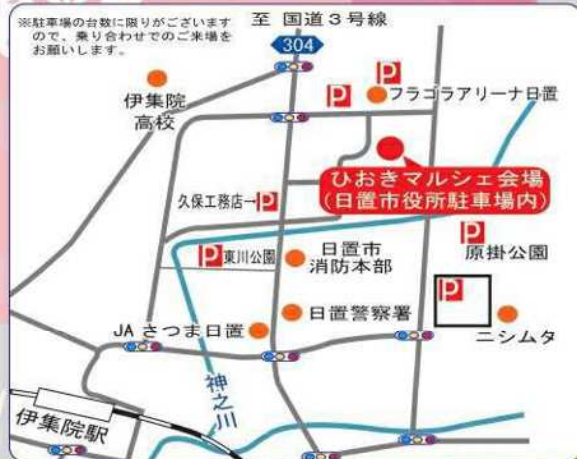 ※駐車場の台数に限りがございます
ので、乗り合わせでのご来場を
お願いします。
至 国道3号線
304
伊集院
高校
P
P
フラゴラアリーナ日置
ひおきマルシェ会場
(日置市役所駐車場内)
久保工務店→P
P
原掛公園
P東川公園
日置市
消防本部
P
日置警察署
ニシムタ
JAさつま日置
神之川
伊集院駅